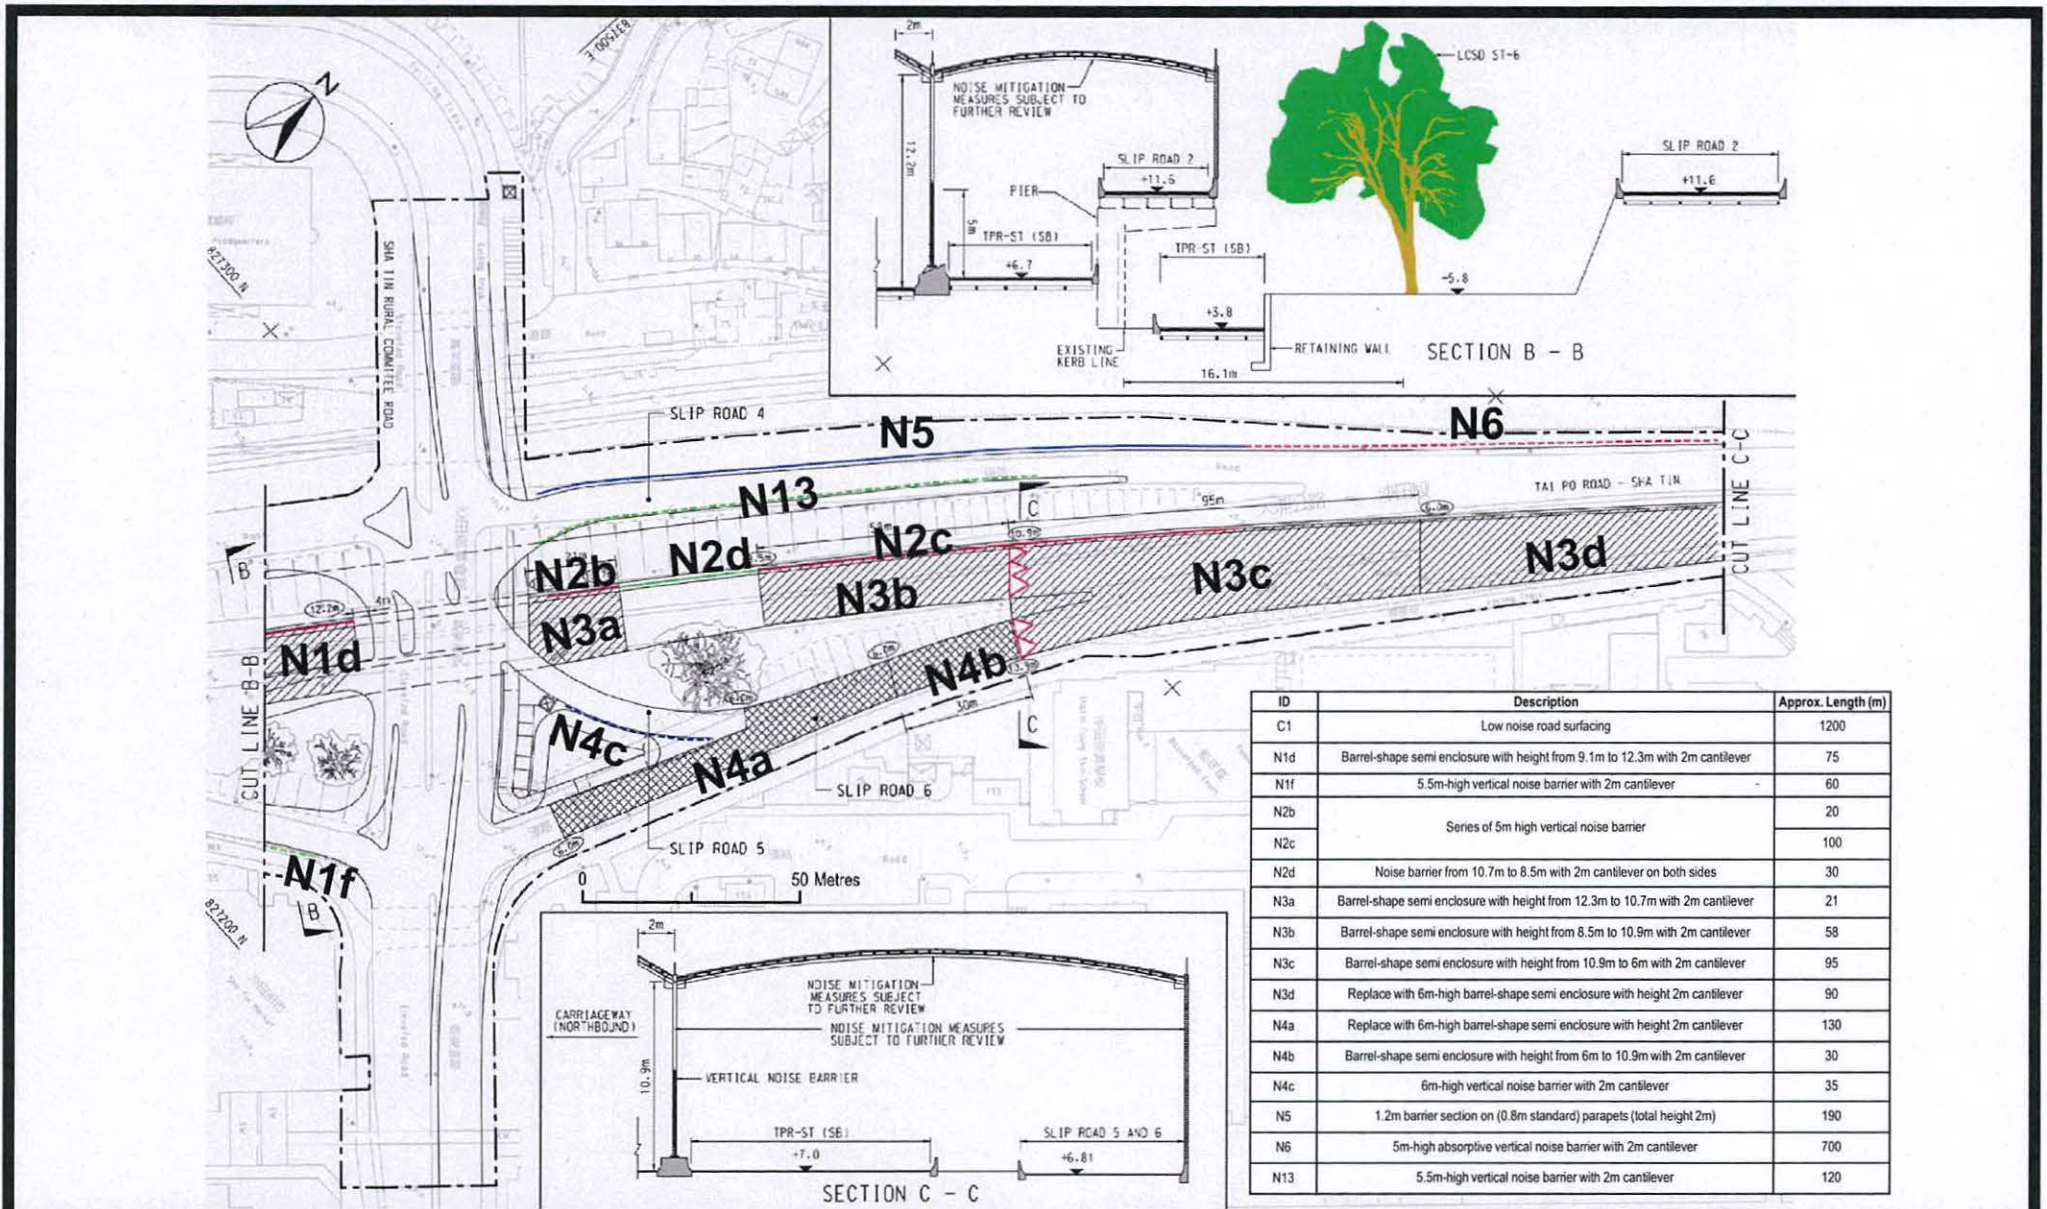 2m
NOISE MITIGATION
MEASURES SUBJECT TO
FURTHER REVIEW
12.2m
5m
SLIP ROAD 2
+11.6
PIER
TPR-ST (SB)
+6.7
TPR-ST (SB)
+3.8
EXISTING
KERB LINE
RETAINING WALL
16.1m
LCSD ST-6
5.8
SLIP ROAD 2
+11.6
SECTION B - B
N
837500 E
827300 N
SHA TIN RURAL COMMITTEE ROAD
SLIP ROAD 4
N5
N6
N13
C
95m
TAI PO ROAD - SHA TIN
CUT LINE C-C
B
N2b
N2d
N2c
10.9m
6.0m
N3a
N3b
N3c
N3d
12.2m
4m
N1d
CUT LINE B-B
N4c
N4a
N4b
6.0m
30m
C
SLIP ROAD 6
SLIP ROAD 5
6.0m
N1f
B
827200 N
0
50 Metres
2m
NOISE MITIGATION
MEASURES SUBJECT
TO FURTHER REVIEW
CARRIAGEWAY
(NORTHBOUND)
NOISE MITIGATION MEASURES
SUBJECT TO FURTHER REVIEW
10.9m
VERTICAL NOISE BARRIER
TPR-ST (SB)
+7.0
SLIP ROAD 5 AND 6
+6.81
SECTION C - C
ID Description Approx. Length (m)
C1 Low noise road surfacing 1200
N1d Barrel-shape semi enclosure with height from 9.1m to 12.3m with 2m cantilever 75
N1f 5.5m-high vertical noise barrier with 2m cantilever 60
N2b Series of 5m high vertical noise barrier 20
N2c 100
N2d Noise barrier from 10.7m to 8.5m with 2m cantilever on both sides 30
N3a Barrel-shape semi enclosure with height from 12.3m to 10.7m with 2m cantilever 21
N3b Barrel-shape semi enclosure with height from 8.5m to 10.9m with 2m cantilever 58
N3c Barrel-shape semi enclosure with height from 10.9m to 6m with 2m cantilever 95
N3d Replace with 6m-high barrel-shape semi enclosure with height 2m cantilever 90
N4a Replace with 6m-high barrel-shape semi enclosure with height 2m cantilever 130
N4b Barrel-shape semi enclosure with height from 6m to 10.9m with 2m cantilever 30
N4c 6m-high vertical noise barrier with 2m cantilever 35
N5 1.2m barrier section on (0.8m standard) parapets (total height 2m) 190
N6 5m-high absorptive vertical noise barrier with 2m cantilever 700
N13 5.5m-high vertical noise barrier with 2m cantilever 120